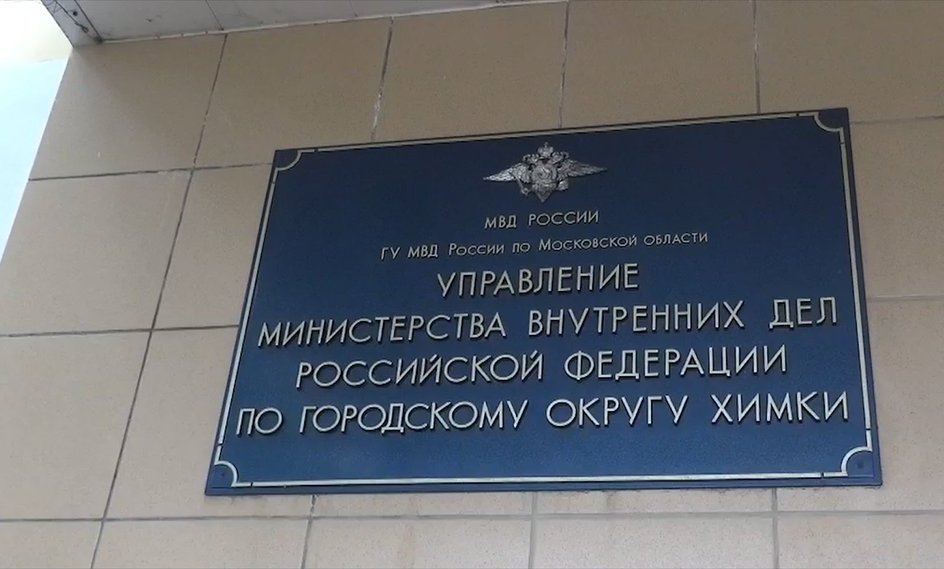 МВД РОССИИ
ГУ МВД России по Московской области
УПРАВЛЕНИЕ
МИНИСТЕРСТВА ВНУТРЕННИХ ДЕЛ
РОССИЙСКОЙ ФЕДЕРАЦИИ
ПО ГОРОДСКОМУ ОКРУГУ ХИМКИ